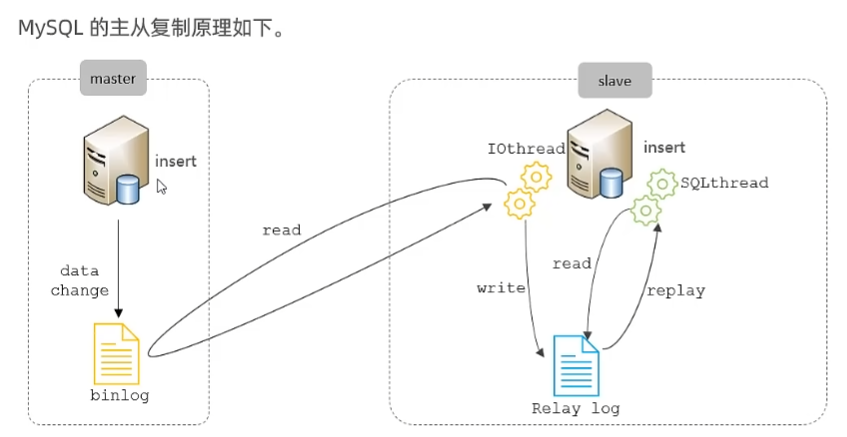 MySQL 的主从复制原理如下。
master
slave
insert
IOthread
insert
SQLthread
read
data
change
read
write
replay
binlog
Relay log